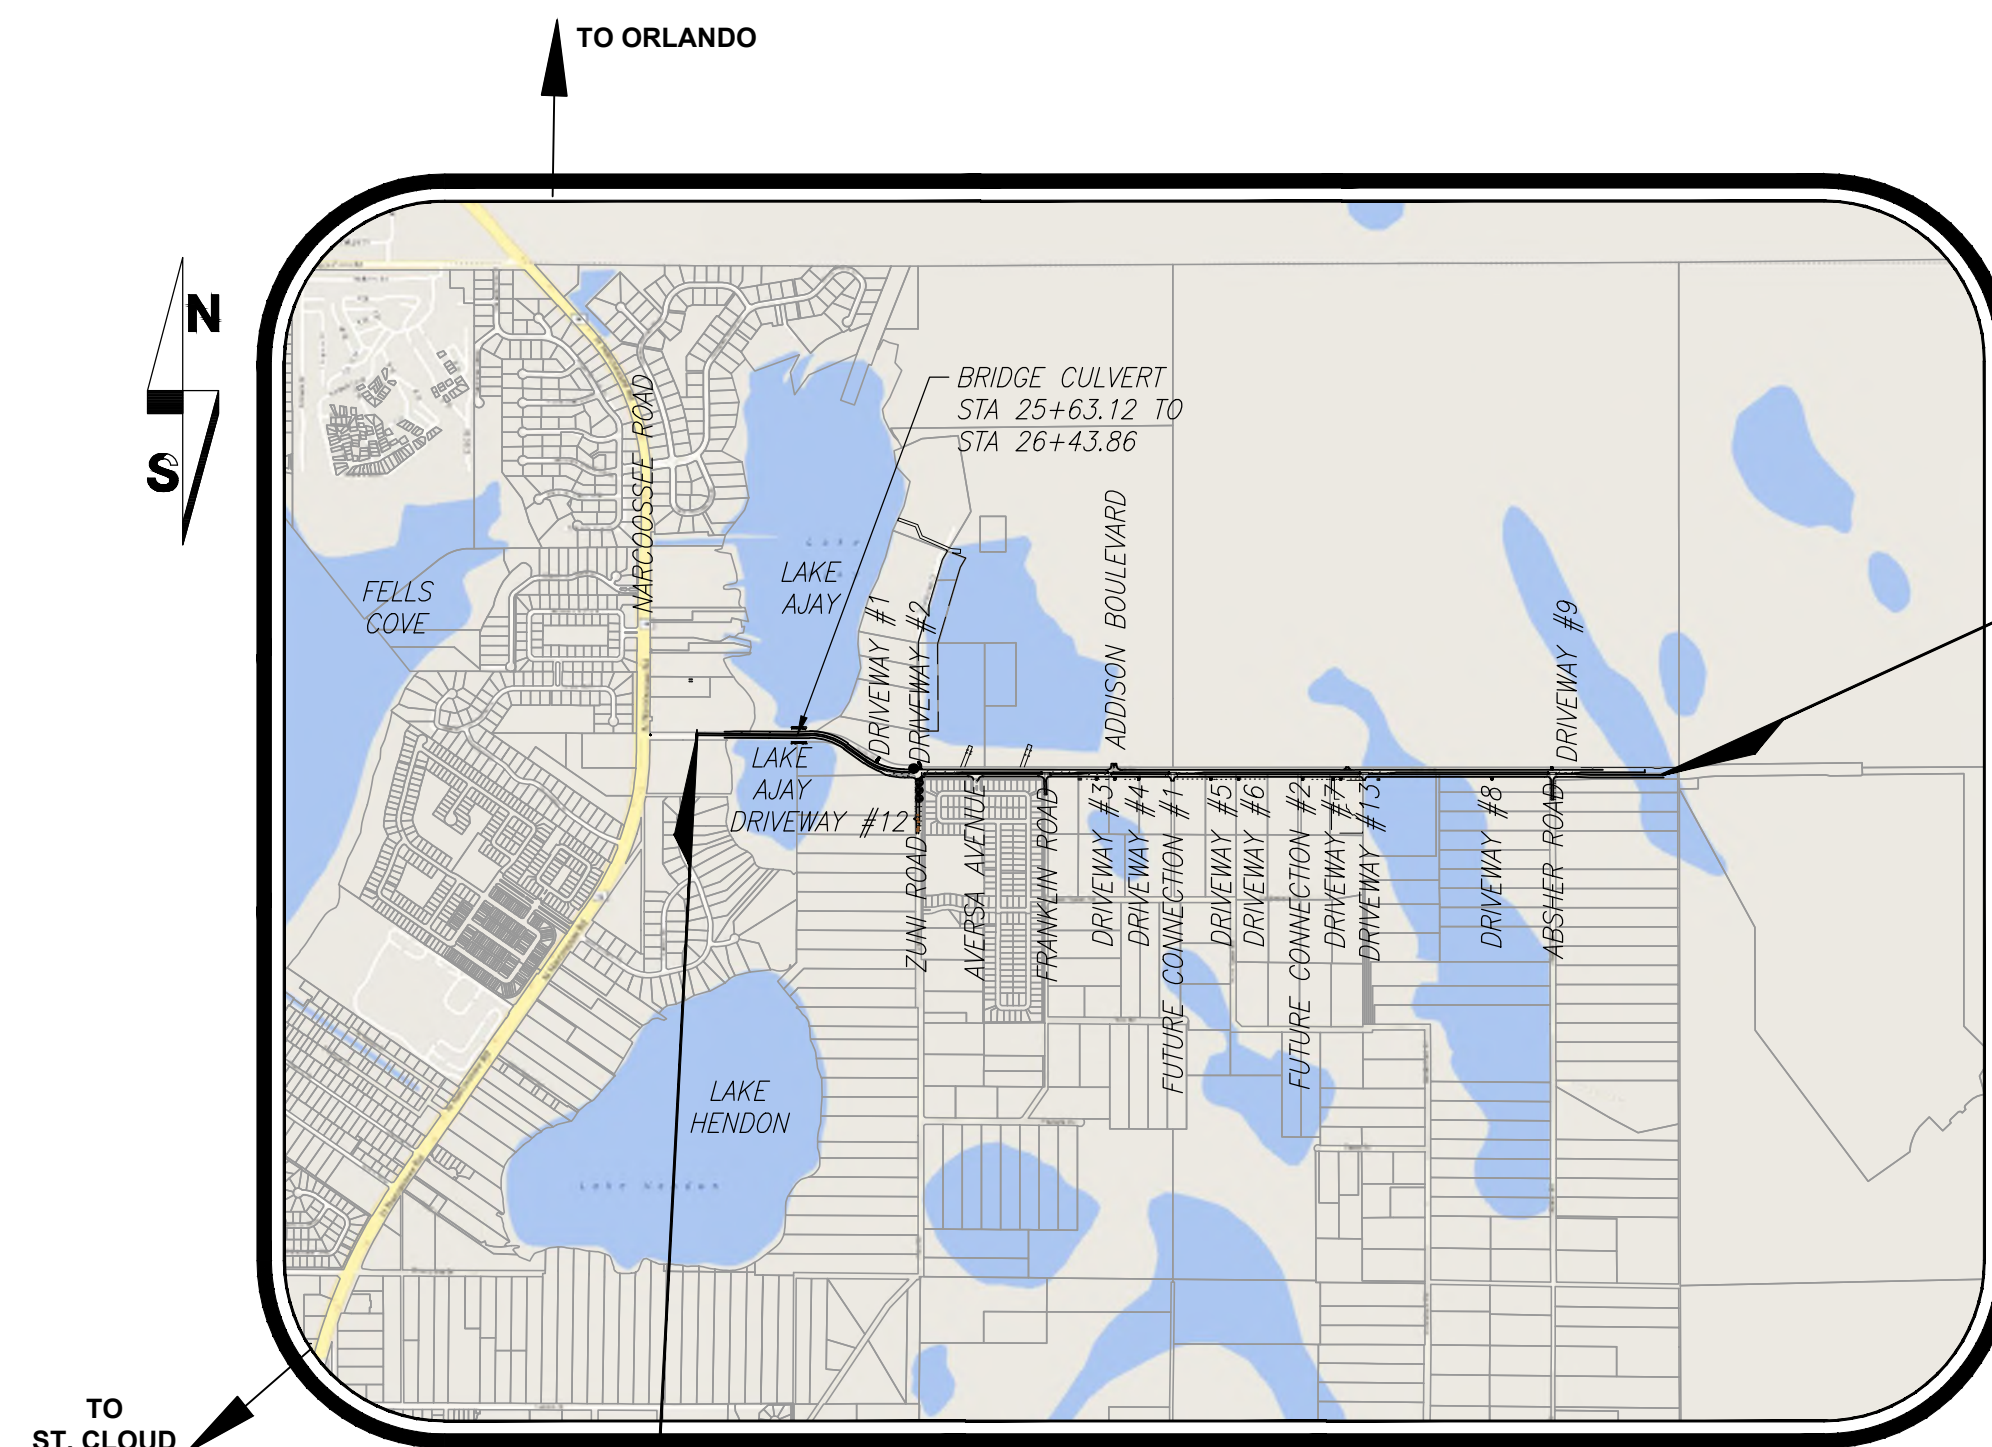 TO ORLANDO
N
S
BRIDGE CULVERT
STA 25+63.12 TO
STA 26+43.86
NARCOOSSEE ROAD
FELLS
COVE
LAKE
AJAY
Lake
DRIVEWAY #1
DRIVEWAY #2
ADDISON BOULEVARD
DRIVEWAY #9
LAKE
AJAY
DRIVEWAY #12
ZUNI ROAD
AVERSA AVENUE
FRANKLIN ROAD
DRIVEWAY #3
DRIVEWAY #4
FUTURE CONNECTION #1
DRIVEWAY #5
DRIVEWAY #6
FUTURE CONNECTION #2
DRIVEWAY #7
DRIVEWAY #13
DRIVEWAY #8
ABSHER ROAD
LAKE
HENDON
Lake Hendon
TO
ST. CLOUD